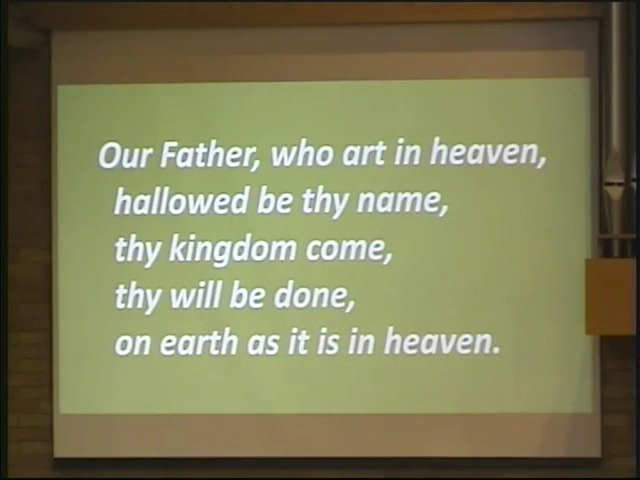 Our Father, who art in heaven,
hallowed be thy name,
thy kingdom come,
thy will be done,
on earth as it is in heaven.